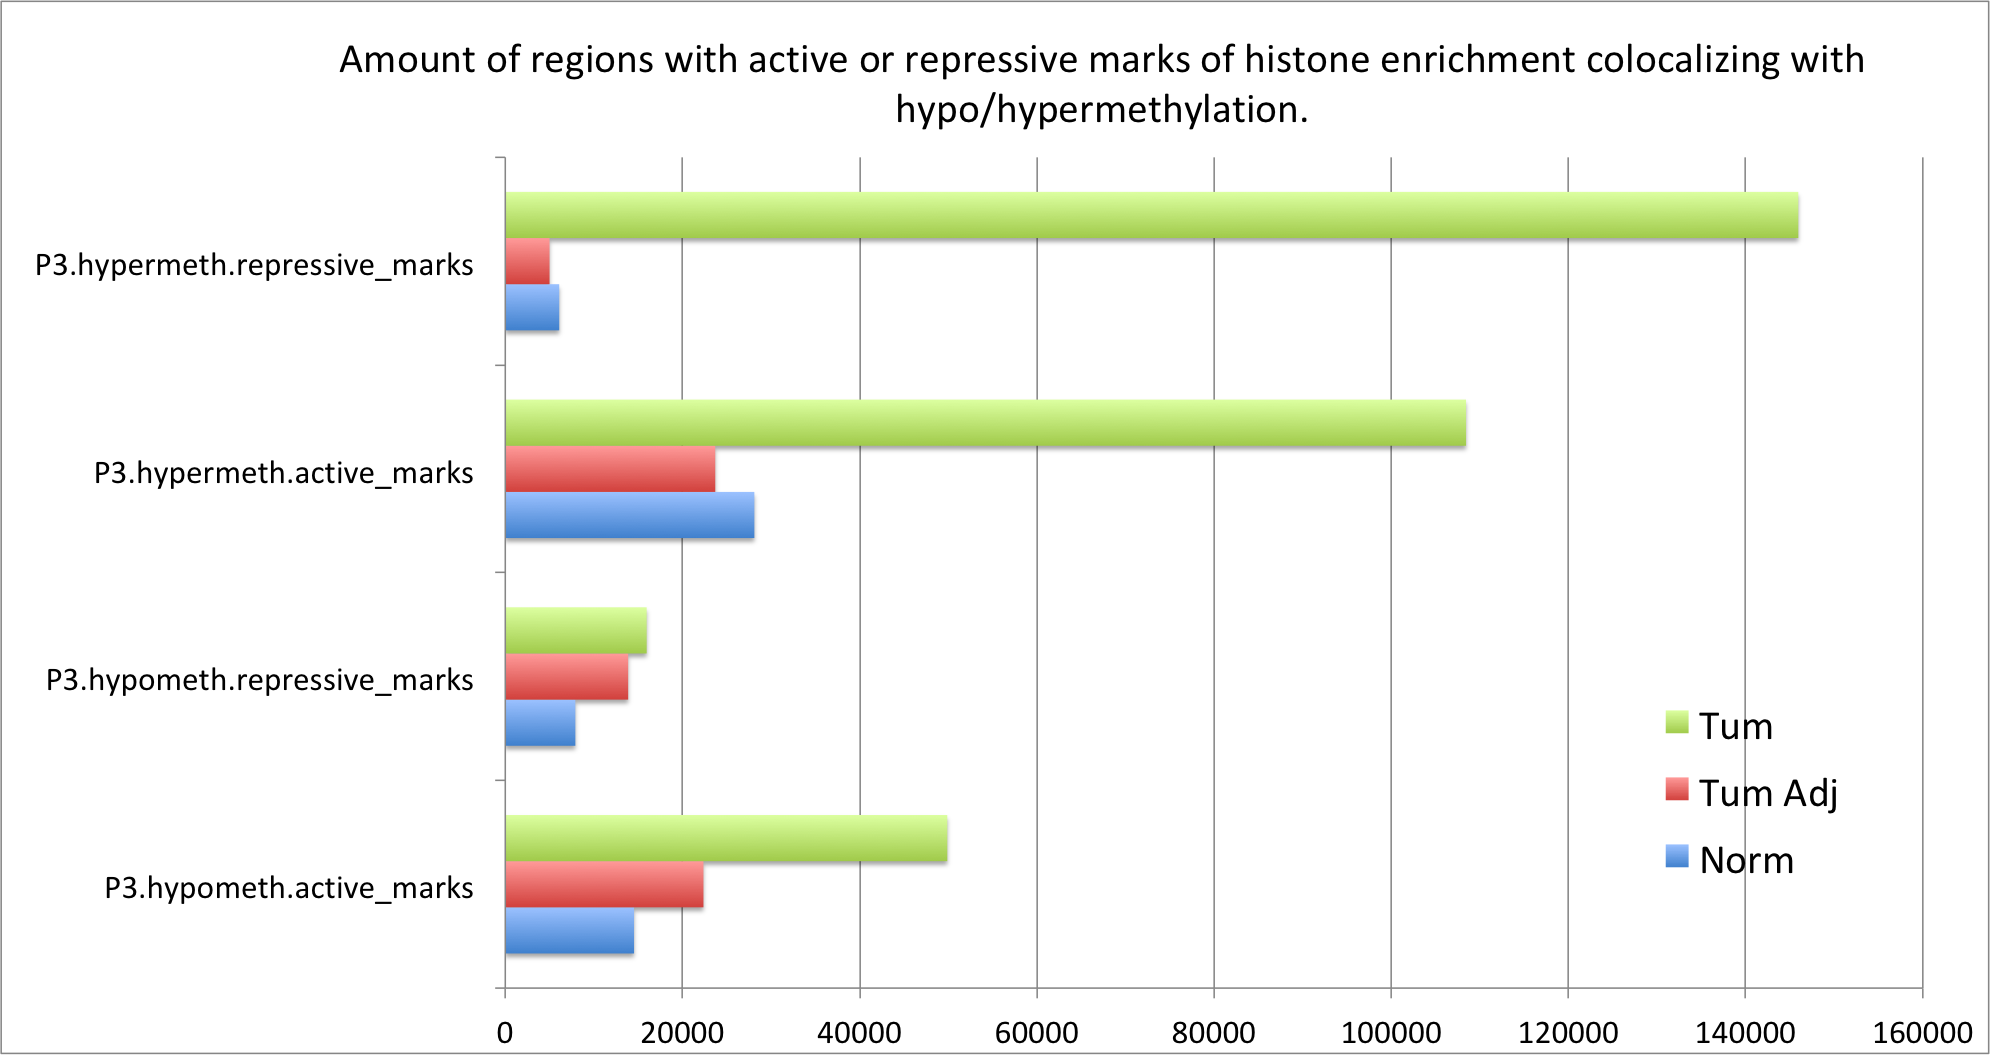 Amount of regions with active or repressive marks of histone enrichment colocalizing with
hypo/hypermethylation.
P3.hypermeth.repressive_marks
P3.hypermeth.active_marks
P3.hypometh.repressive_marks
P3.hypometh.active_marks
Tum
Tum Adj
Norm
0 20000 40000 60000 80000 100000 120000 140000 160000